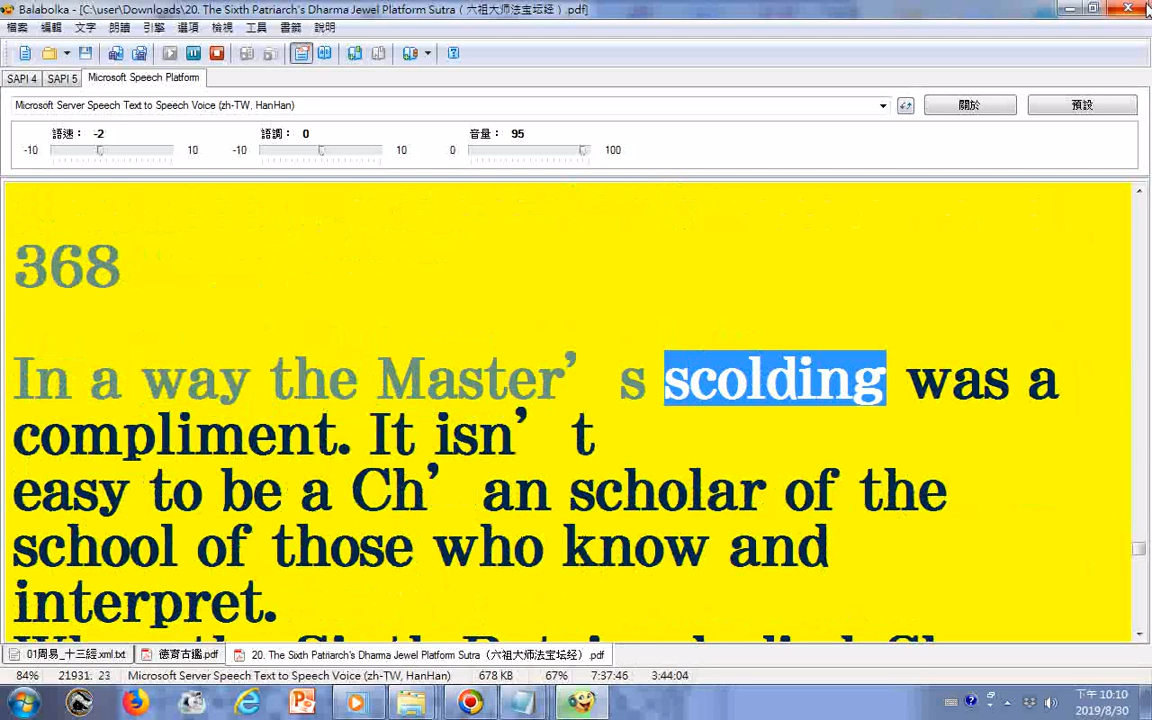 Balabolka - [C:\user\Downloads\20. The Sixth Patriarch's Dharma Jewel Platform Sutra（六祖大师法宝坛经）.pdf]
檔案 編輯 文字 朗讀 引擎 選項 檢視 工具 書籤 說明
SAPI 4 SAPI 5 Microsoft Speech Platform
Microsoft Server Speech Text to Speech Voice (zh-TW, HanHan) 關於 預設
語速： -2 語調： 0 音量： 95
-10 10 -10 10 0 100
368
In a way the Master’ s scolding was a
compliment. It isn’ t
easy to be a Ch’ an scholar of the
school of those who know and
interpret.
01周易_十三經.xml.txt 德育古鑑.pdf 20. The Sixth Patriarch's Dharma Jewel Platform Sutra（六祖大师法宝坛经）.pdf
84% 21931: 23 Microsoft Server Speech Text to Speech Voice (zh-TW, HanHan) 678 KB 67% 7:37:46 3:44:04
下午 10:10
2019/8/30